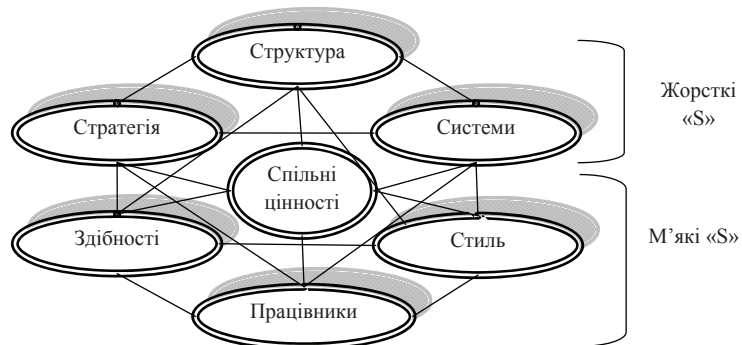 Структура
Жорсткі
«S»
Стратегія
Системи
Спільні
цінності
Здібності
Стиль
М’які «S»
Працівники